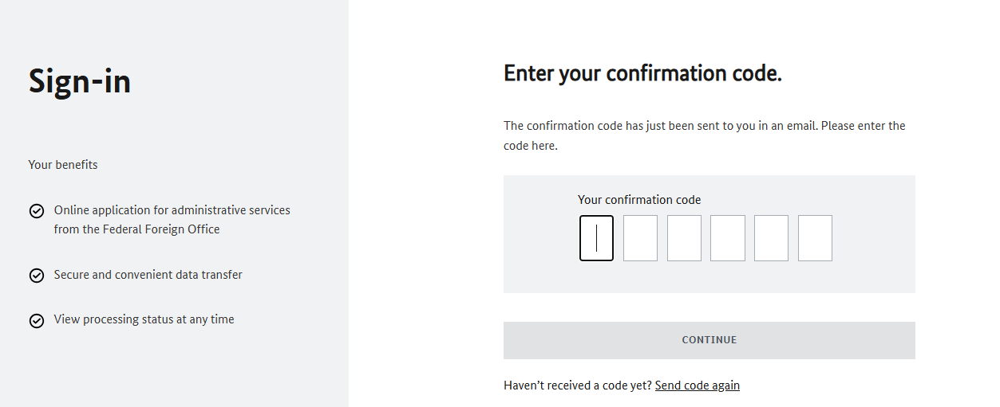 Sign-in
Your benefits
Online application for administrative services
from the Federal Foreign Office
Secure and convenient data transfer
View processing status at any time
Enter your confirmation code.
The confirmation code has just been sent to you in an email. Please enter the
code here.
Your confirmation code
CONTINUE
Haven’t received a code yet? Send code again